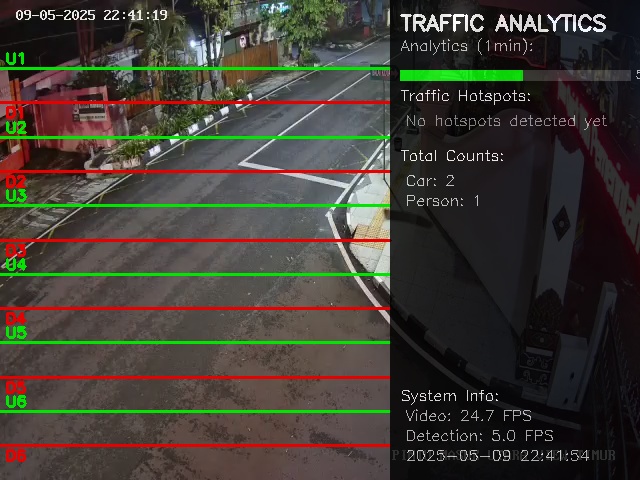 09-05-2025 22:41:19
TRAFFIC ANALYTICS
Analytics (1min):
5
Traffic Hotspots:
No hotspots detected yet
Total Counts:
Car: 2
Person: 1
U1
D1
U2
D2
U3
D3
U4
D4
U5
D5
U6
D6
System Info:
Video: 24.7 FPS
Detection: 5.0 FPS
2025-05-09 22:41:54